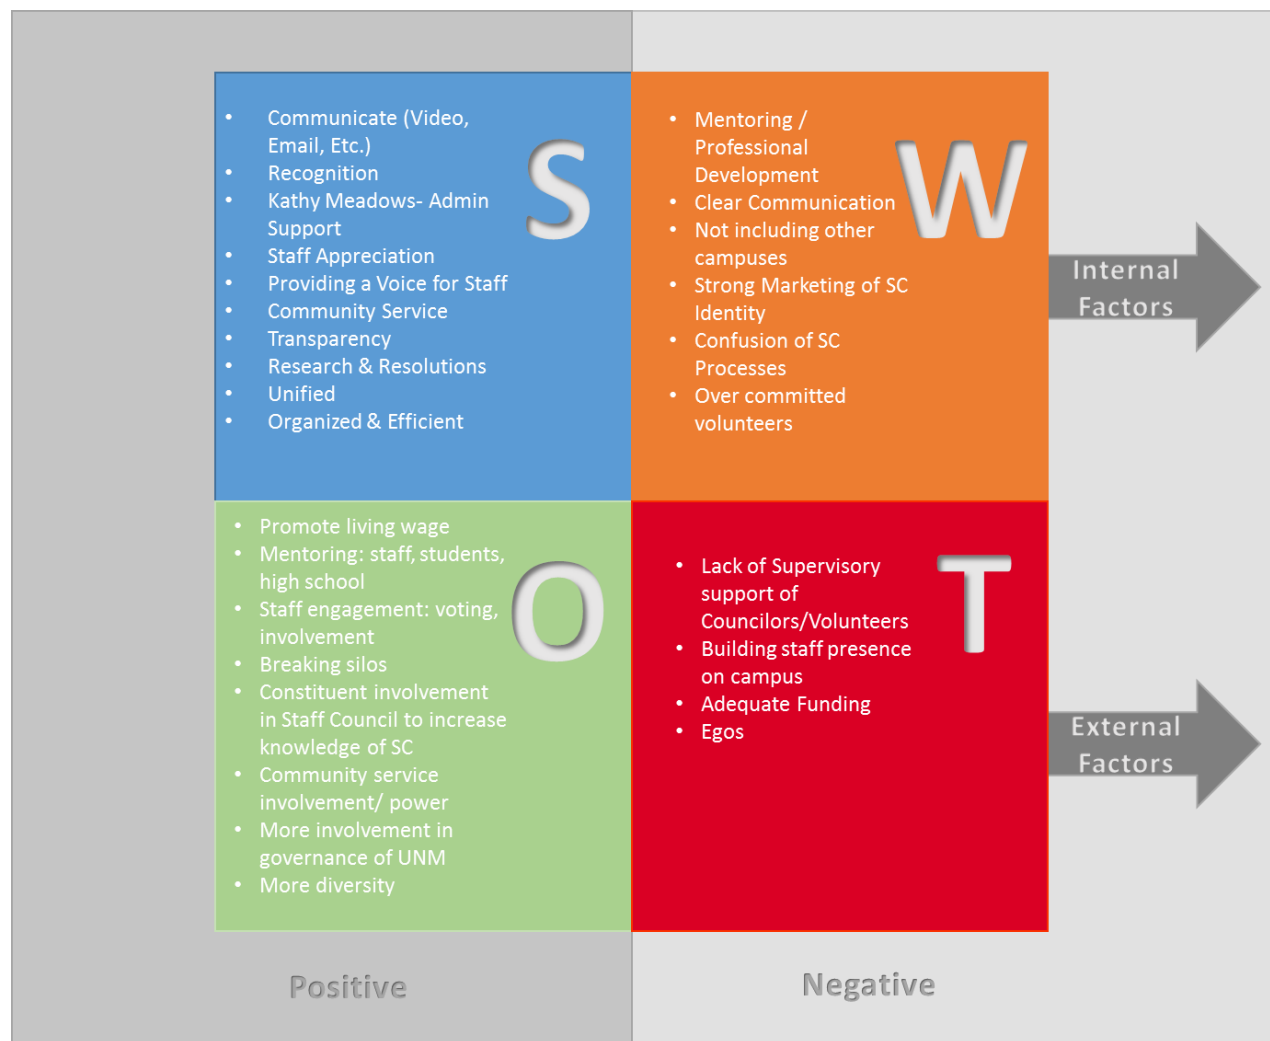 • Communicate (Video,
Email, Etc.)
• Recognition
• Kathy Meadows- Admin
Support
• Staff Appreciation
• Providing a Voice for Staff
• Community Service
• Transparency
• Research & Resolutions
• Unified
• Organized & Efficient
S
• Mentoring /
Professional
Development
• Clear Communication
• Not including other
campuses
• Strong Marketing of SC
Identity
• Confusion of SC
Processes
• Over committed
volunteers
W
Internal
Factors
• Promote living wage
• Mentoring: staff, students,
high school
• Staff engagement: voting,
involvement
• Breaking silos
• Constituent involvement
in Staff Council to increase
knowledge of SC
• Community service
involvement/ power
• More involvement in
governance of UNM
• More diversity
O
• Lack of Supervisory
support of
Councilors/Volunteers
• Building staff presence
on campus
• Adequate Funding
• Egos
T
External
Factors
Positive
Negative